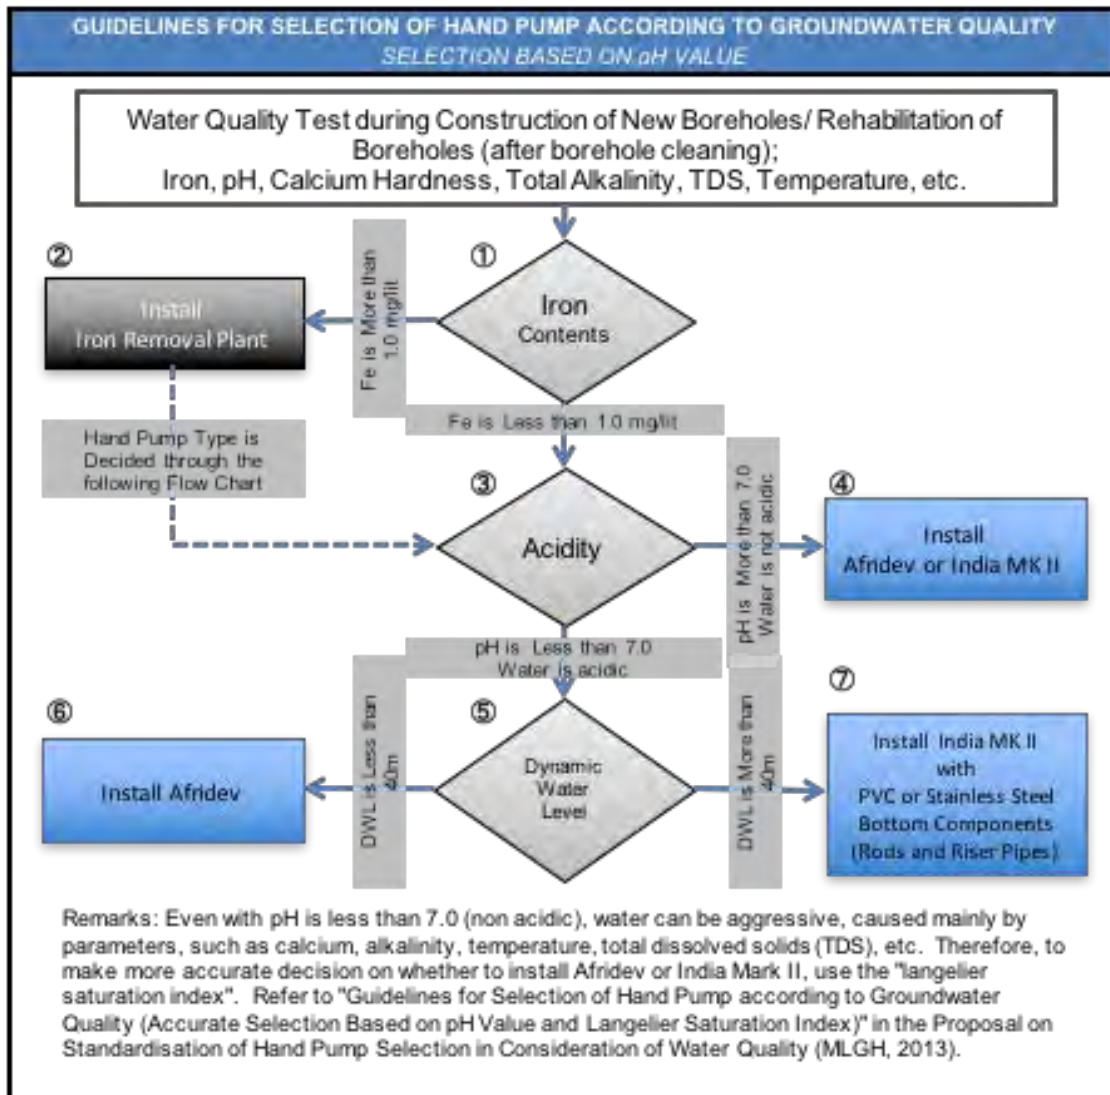 GUIDELINES FOR SELECTION OF HAND PUMP ACCORDING TO GROUNDWATER QUALITY
SELECTION BASED ON pH VALUE
Water Quality Test during Construction of New Boreholes/ Rehabilitation of
Boreholes (after borehole cleaning);
Iron, pH, Calcium Hardness, Total Alkalinity, TDS, Temperature, etc.
①
Iron
Contents
Fe is More than
1.0 mg/lit
②
Install
Iron Removal Plant
Fe is Less than 1.0 mg/lit
Hand Pump Type is
Decided through the
following Flow Chart
③
Acidity
pH is More than 7.0
Water is not acidic
④
Install
Afridev or India MK II
pH is Less than 7.0
Water is acidic
⑤
Dynamic
Water
Level
DWL is Less than
40m
⑥
Install Afridev
DWL is More than
40m
⑦
Install India MK II
with
PVC or Stainless Steel
Bottom Components
(Rods and Riser Pipes)
Remarks: Even with pH is less than 7.0 (non acidic), water can be aggressive, caused mainly by
parameters, such as calcium, alkalinity, temperature, total dissolved solids (TDS), etc. Therefore, to
make more accurate decision on whether to install Afridev or India Mark II, use the "langelier
saturation index". Refer to "Guidelines for Selection of Hand Pump according to Groundwater
Quality (Accurate Selection Based on pH Value and Langelier Saturation Index)" in the Proposal on
Standardisation of Hand Pump Selection in Consideration of Water Quality (MLGH, 2013).